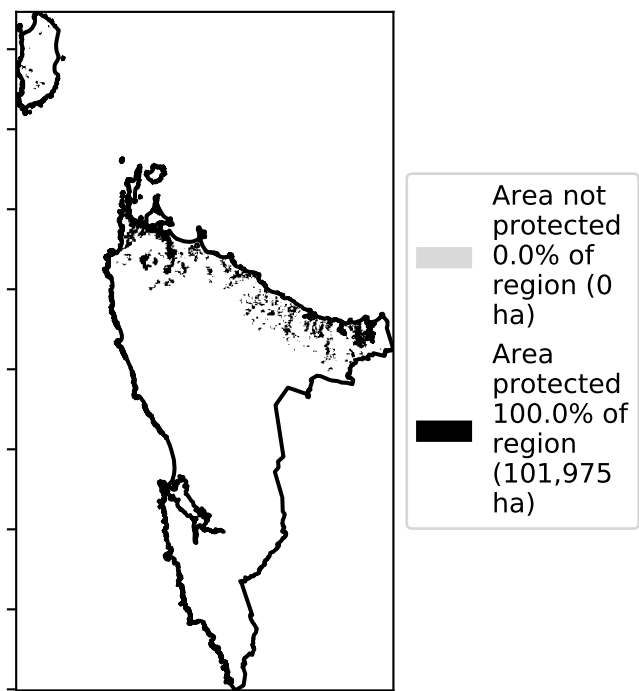 Area not
protected
0.0% of
region (0
ha)
Area
protected
100.0% of
region
(101,975
ha)